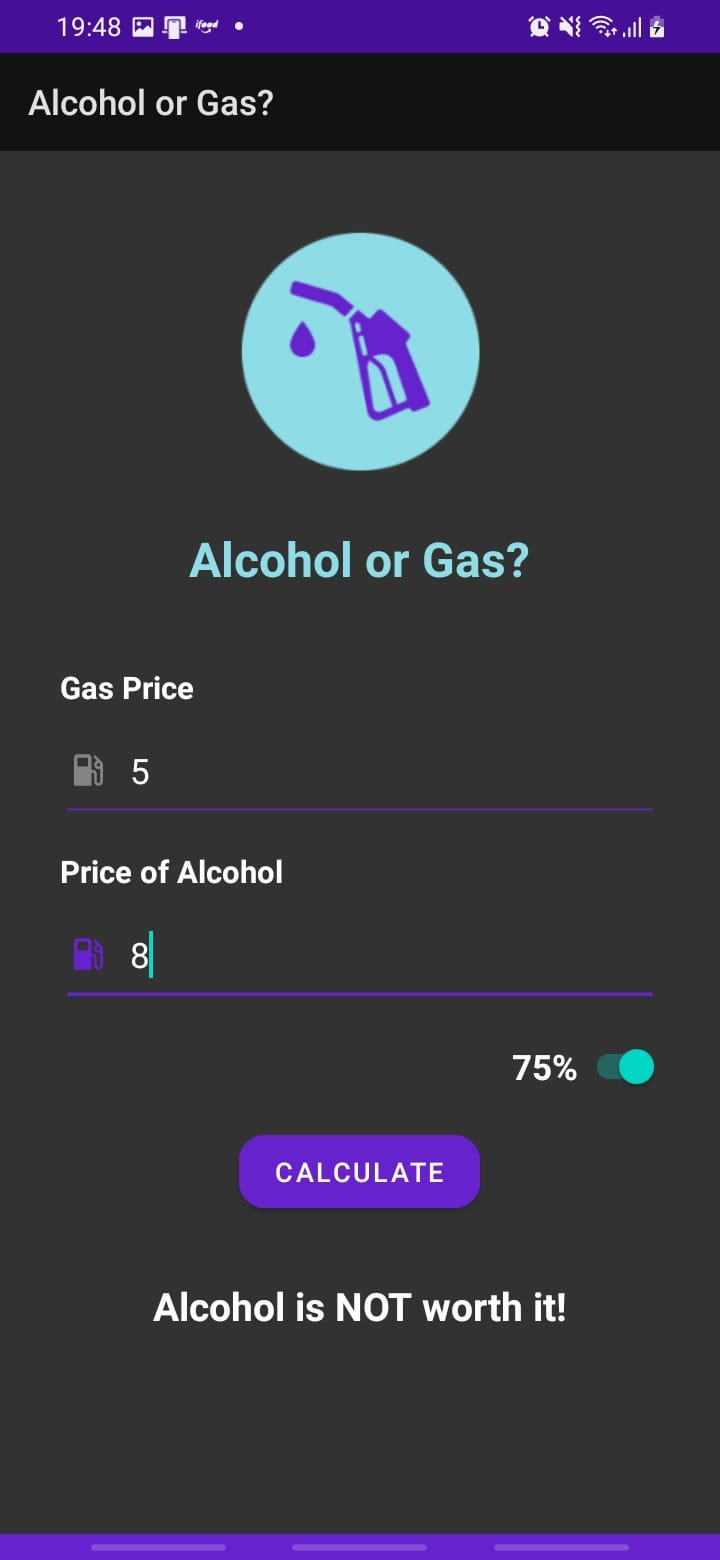 19:48 ifood
Alcohol or Gas?
Alcohol or Gas?
Gas Price
5
Price of Alcohol
8
75%
CALCULATE
Alcohol is NOT worth it!